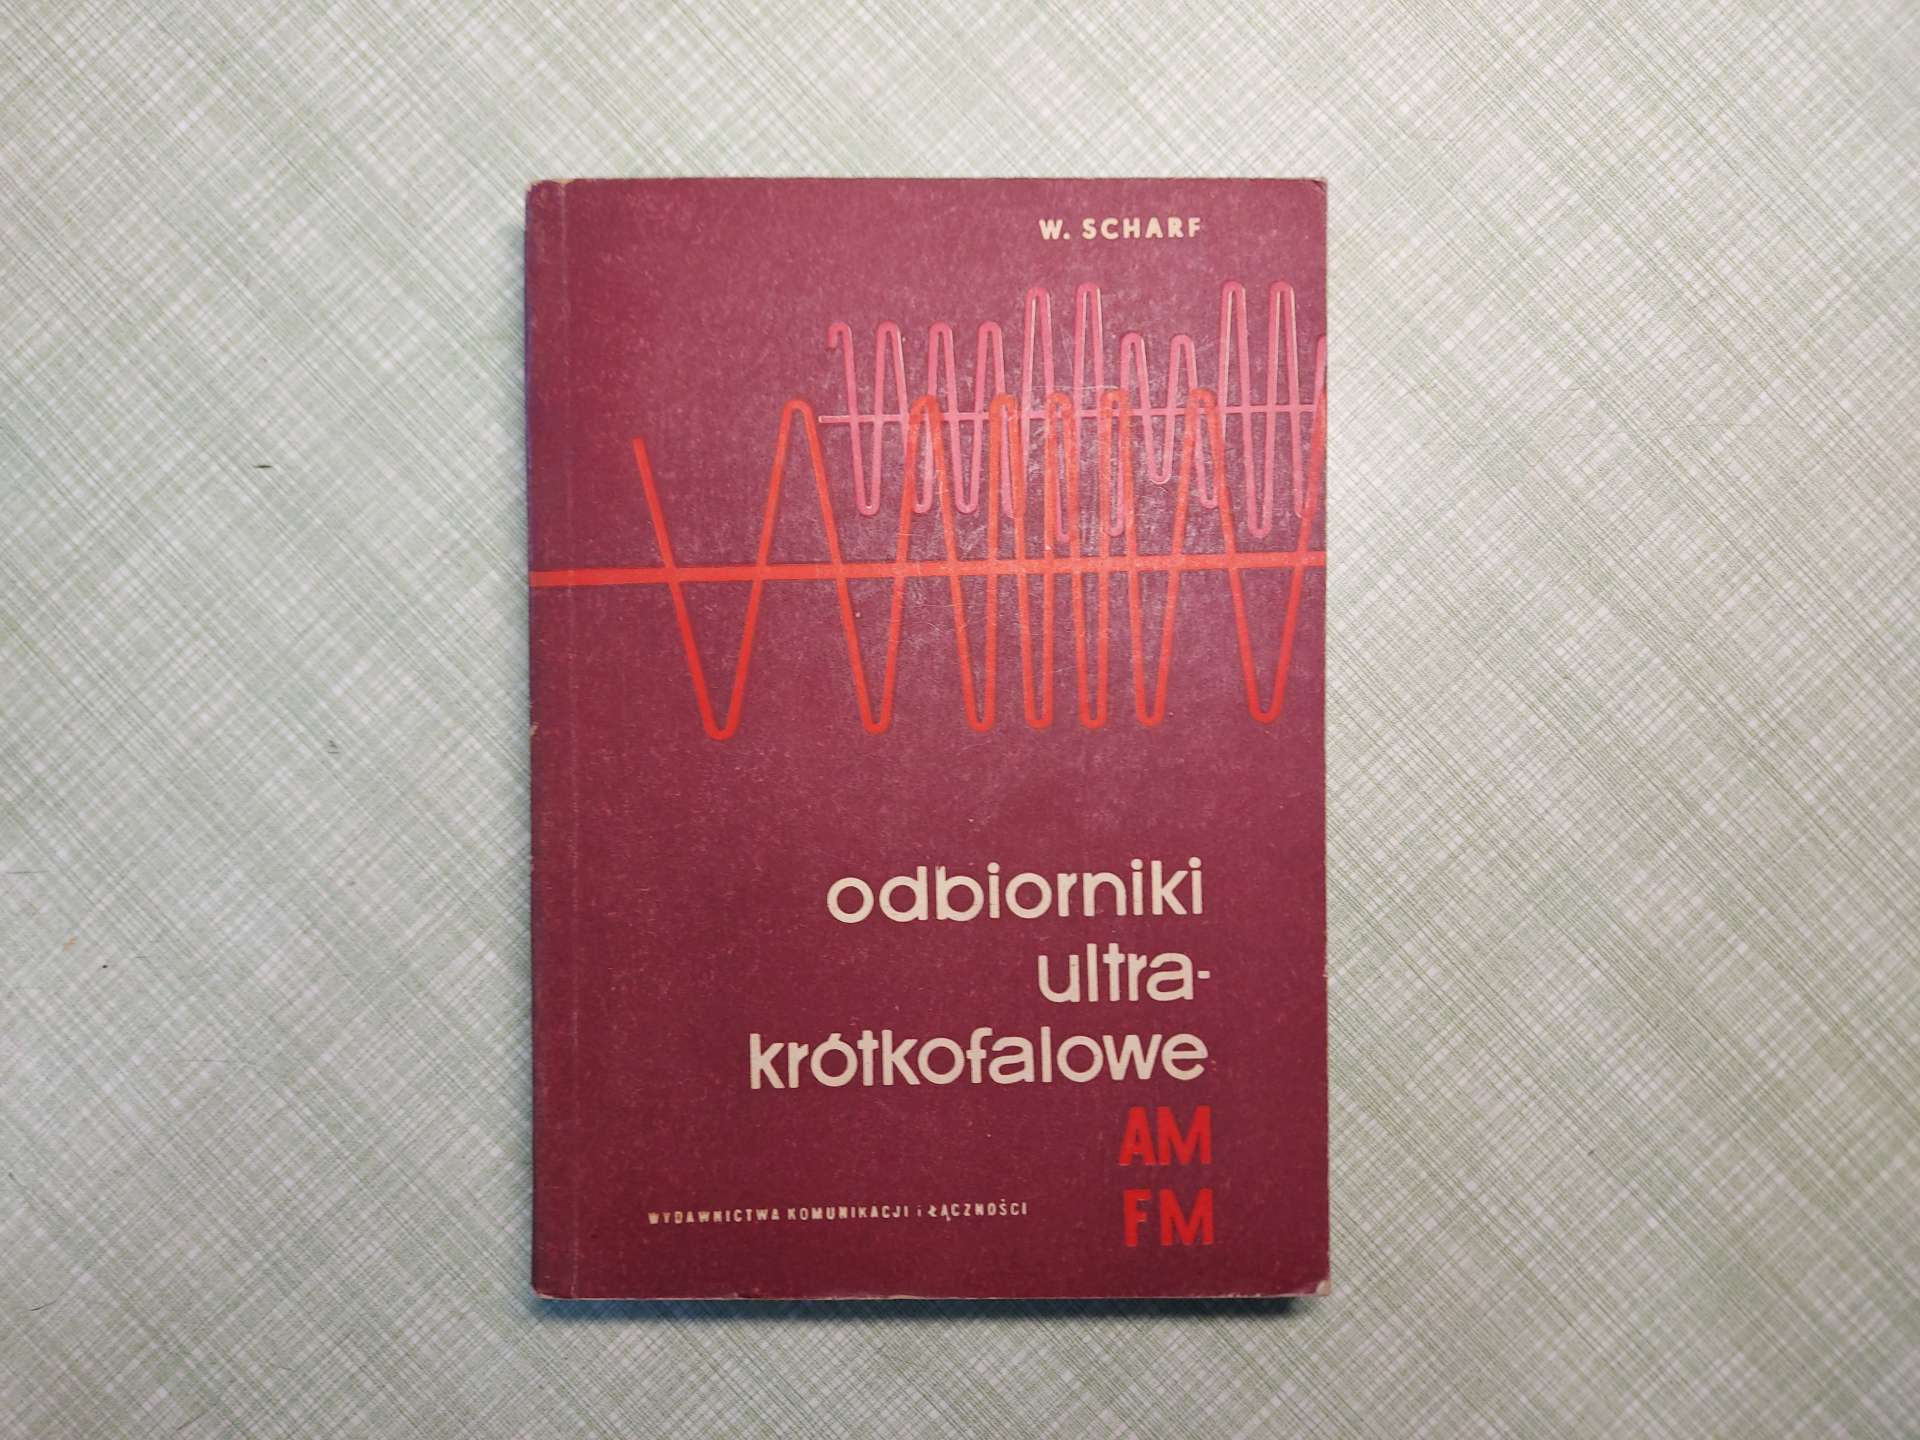 W. SCHARF
odbiorniki
ultra-
krótkofalowe
AM
FM
WYDAWNICTWA KOMUNIKACJI i ŁĄCZNOŚCI